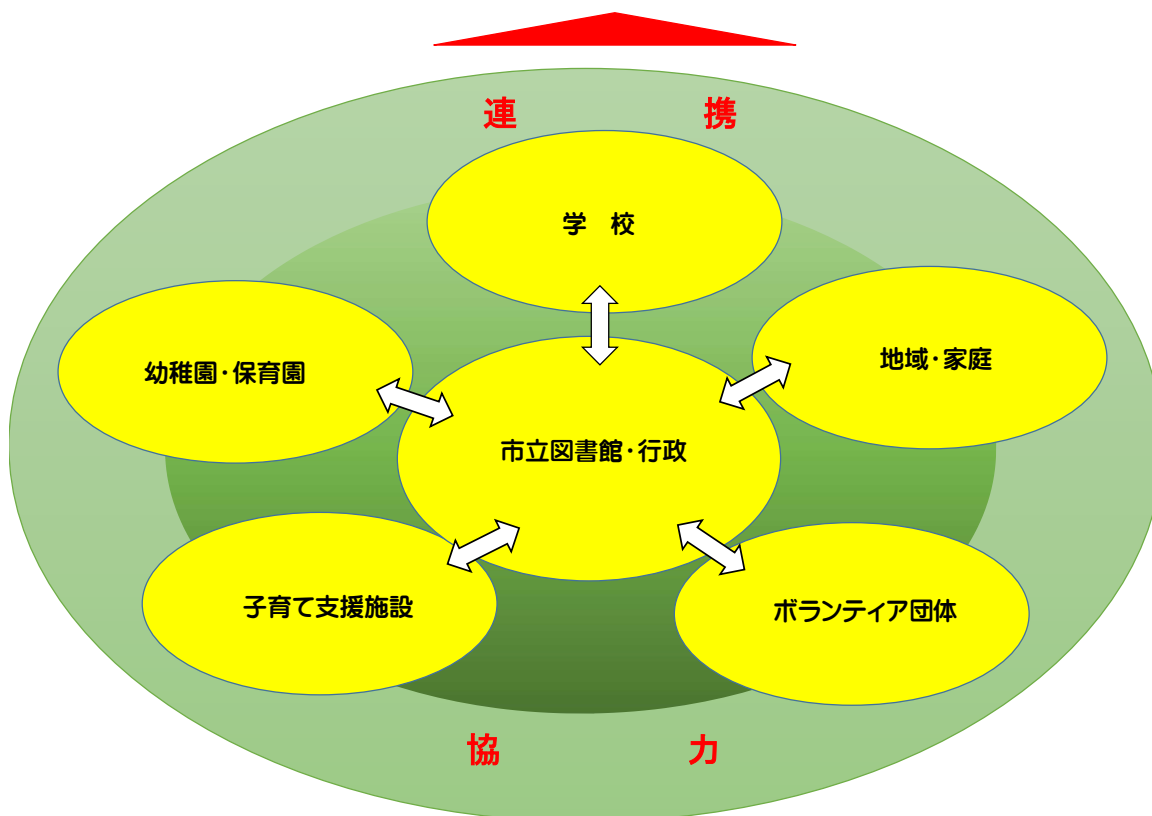 連　携
学　校
地域・家庭
幼稚園・保育園
市立図書館・行政
子育て支援施設
ボランティア団体
協　力